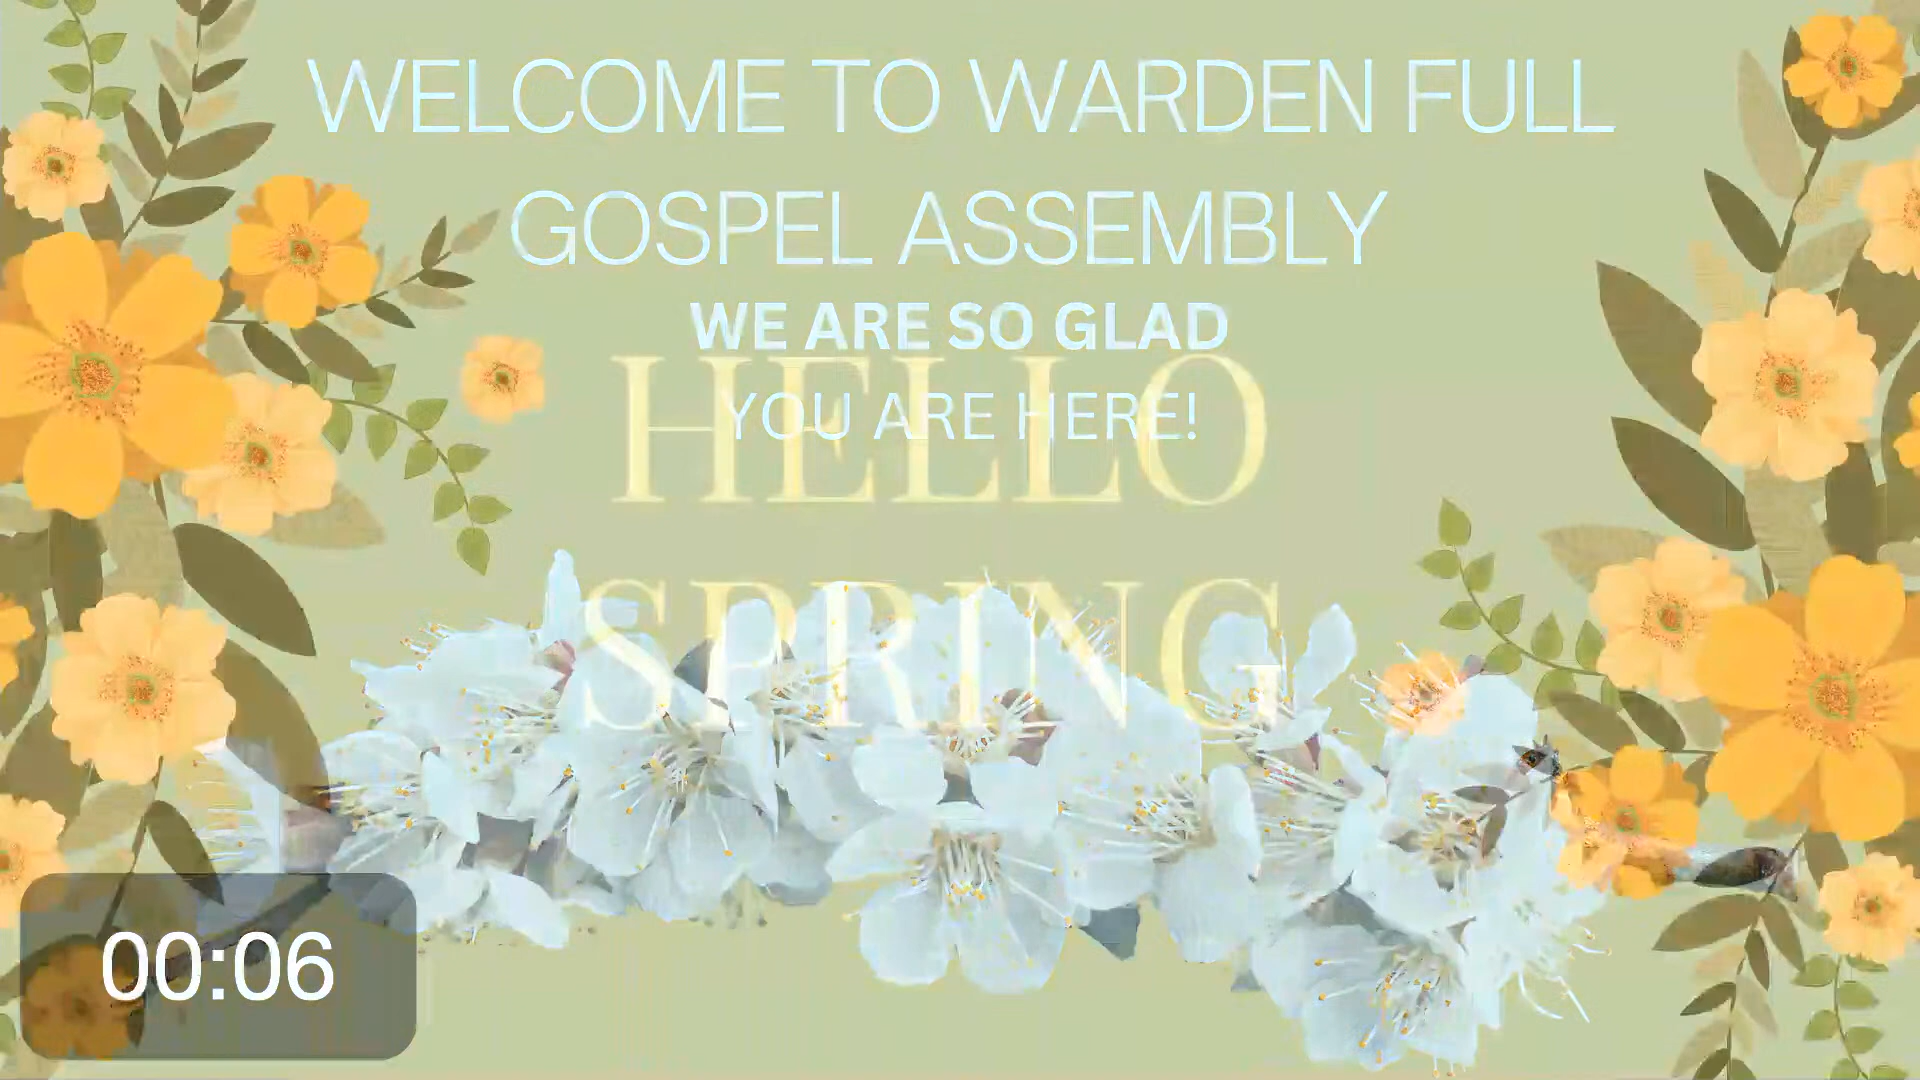 WELCOME TO WARDEN FULL
GOSPEL ASSEMBLY
WE ARE SO GLAD
YOU ARE HERE!
HELLO
SPRING
00:06